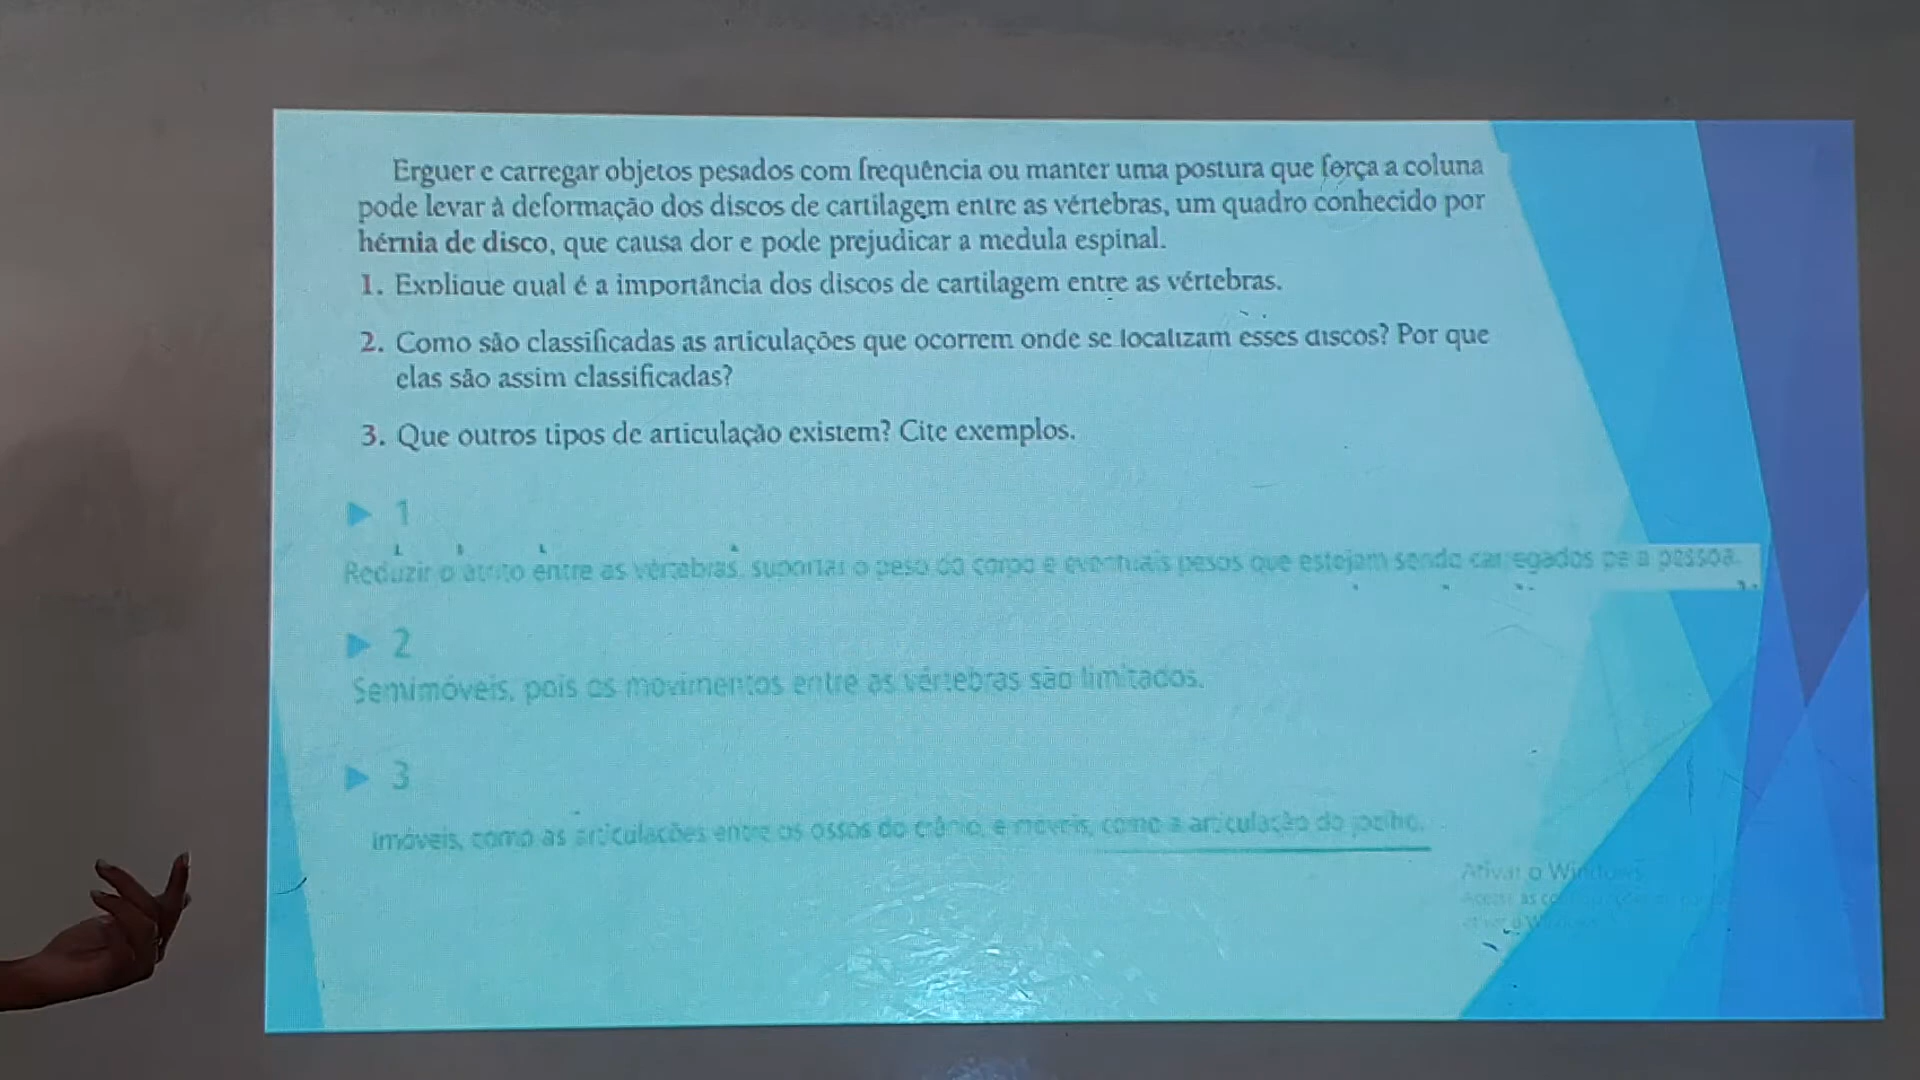 Erguer e carregar objetos pesados com frequência ou manter uma postura que força a coluna
pode levar à deformação dos discos de cartilagem entre as vértebras, um quadro conhecido por
hérnia de disco, que causa dor e pode prejudicar a medula espinal.
1. Explique qual é a importância dos discos de cartilagem entre as vértebras.
2. Como são classificadas as articulações que ocorrem onde se localizam esses discos? Por que
elas são assim classificadas?
3. Que outros tipos de articulação existem? Cite exemplos.
1
Reduzir o atrito entre as vértebras, suportar o peso do corpo e eventuais pesos que estejam sendo carregados pela pessoa.
2
Semimóveis, pois os movimentos entre as vértebras são limitados.
3
Imóveis, como as articulações entre os ossos do crânio, e móveis, como a articulação do joelho.
Ativar o Windows